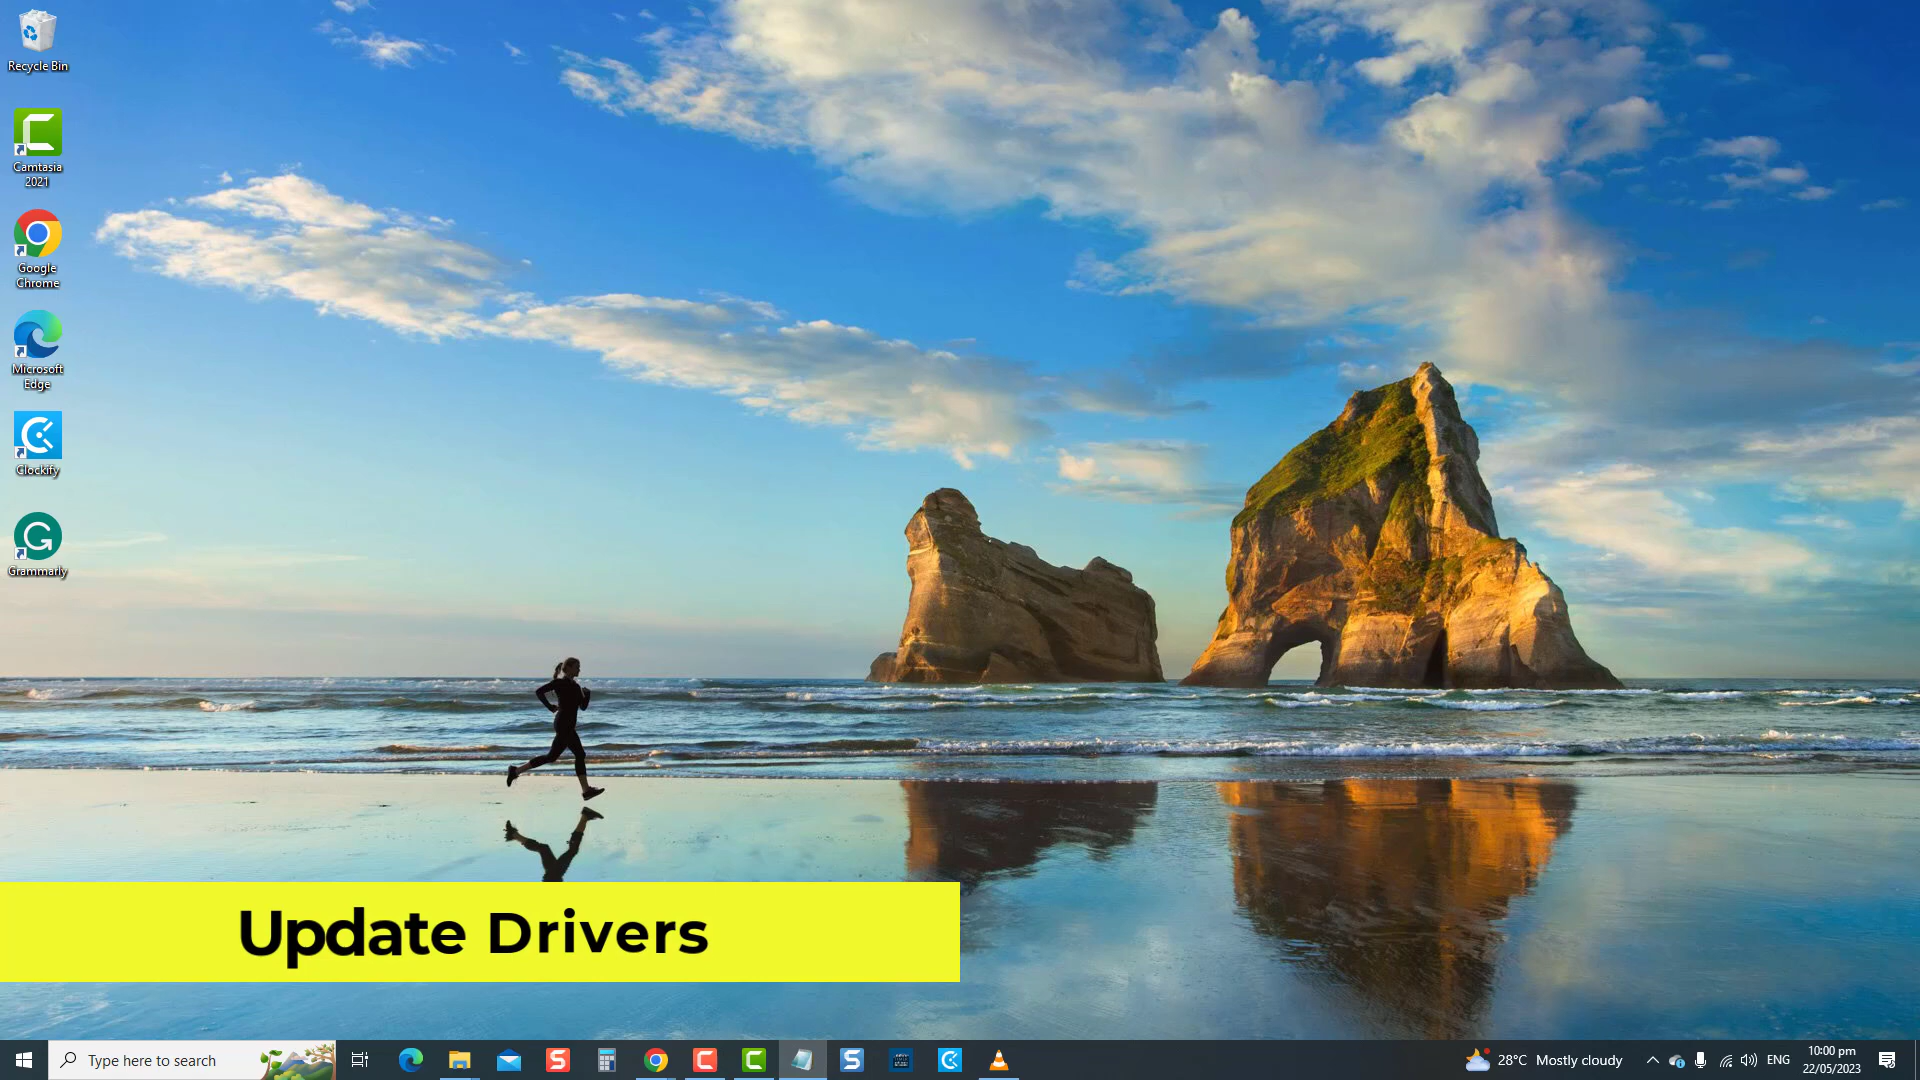 Recycle Bin
Camtasia
2021
Google
Chrome
Microsoft
Edge
Clockify
Grammarly
Update Drivers
Type here to search
28°C Mostly cloudy
ENG
10:00 pm
22/05/2023